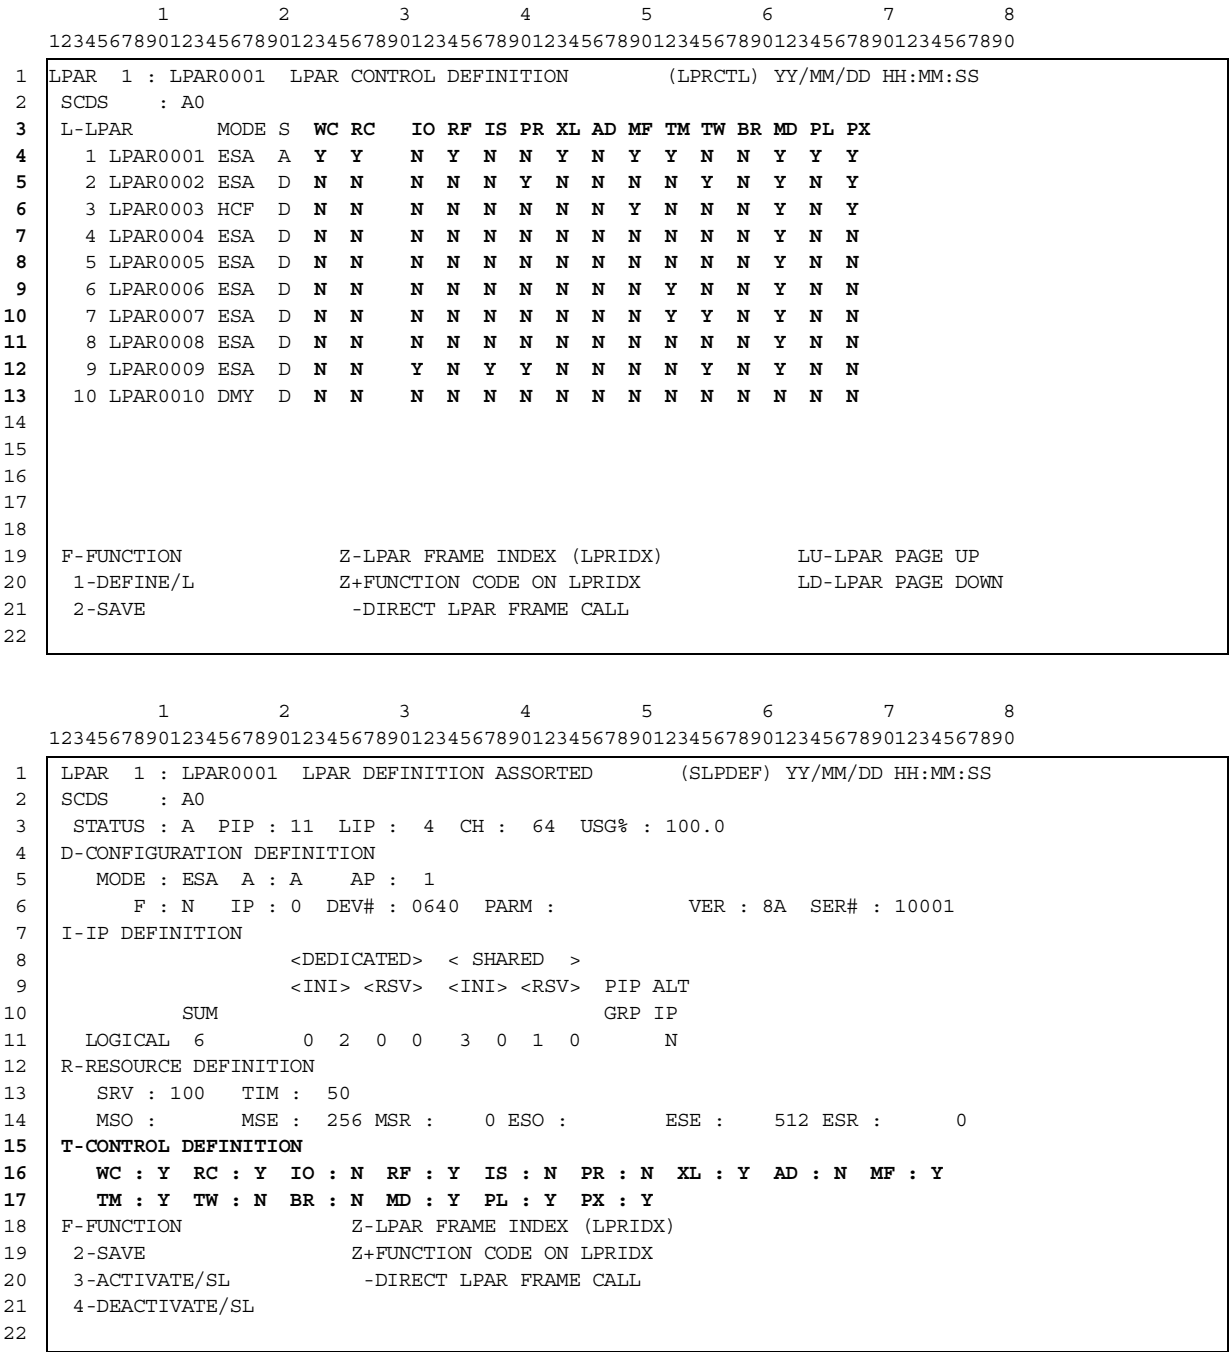 1 2 3 4 5 6 7 8
12345678901234567890123456789012345678901234567890123456789012345678901234567890
1 LPAR 1 : LPAR0001 LPAR CONTROL DEFINITION (LPRCTL) YY/MM/DD HH:MM:SS
2 SCDS : A0
3 L-LPAR MODE S WC RC IO RF IS PR XL AD MF TM TW BR MD PL PX
4 1 LPAR0001 ESA A Y Y N Y N N Y N Y Y N N Y Y Y
5 2 LPAR0002 ESA D N N N N N Y N N N N Y N Y N Y
6 3 LPAR0003 HCF D N N N N N N N N Y N N N Y N Y
7 4 LPAR0004 ESA D N N N N N N N N N N N N Y N N
8 5 LPAR0005 ESA D N N N N N N N N N N N N Y N N
9 6 LPAR0006 ESA D N N N N N N N N N Y N N Y N N
10 7 LPAR0007 ESA D N N N N N N N N N Y Y N Y N N
11 8 LPAR0008 ESA D N N N N N N N N N N N N Y N N
12 9 LPAR0009 ESA D N N Y N Y Y N N N N Y N Y N N
13 10 LPAR0010 DMY D N N N N N N N N N N N N N N N
14
15
16
17
18
19 F-FUNCTION Z-LPAR FRAME INDEX (LPRIDX) LU-LPAR PAGE UP
20 1-DEFINE/L Z+FUNCTION CODE ON LPRIDX LD-LPAR PAGE DOWN
21 2-SAVE -DIRECT LPAR FRAME CALL
22
1 2 3 4 5 6 7 8
12345678901234567890123456789012345678901234567890123456789012345678901234567890
1 LPAR 1 : LPAR0001 LPAR DEFINITION ASSORTED (SLPDEF) YY/MM/DD HH:MM:SS
2 SCDS : A0
3 STATUS : A PIP : 11 LIP : 4 CH : 64 USG% : 100.0
4 D-CONFIGURATION DEFINITION
5 MODE : ESA A : A AP : 1
6 F : N IP : 0 DEV# : 0640 PARM : VER : 8A SER# : 10001
7 I-IP DEFINITION
8 <DEDICATED> < SHARED >
9 <INI> <RSV> <INI> <RSV> PIP ALT
10 SUM GRP IP
11 LOGICAL 6 0 2 0 0 3 0 1 0 N
12 R-RESOURCE DEFINITION
13 SRV : 100 TIM : 50
14 MSO : MSE : 256 MSR : 0 ESO : ESE : 512 ESR : 0
15 T-CONTROL DEFINITION
16 WC : Y RC : Y IO : N RF : Y IS : N PR : N XL : Y AD : N MF : Y
17 TM : Y TW : N BR : N MD : Y PL : Y PX : Y
18 F-FUNCTION Z-LPAR FRAME INDEX (LPRIDX)
19 2-SAVE Z+FUNCTION CODE ON LPRIDX
20 3-ACTIVATE/SL -DIRECT LPAR FRAME CALL
21 4-DEACTIVATE/SL
22